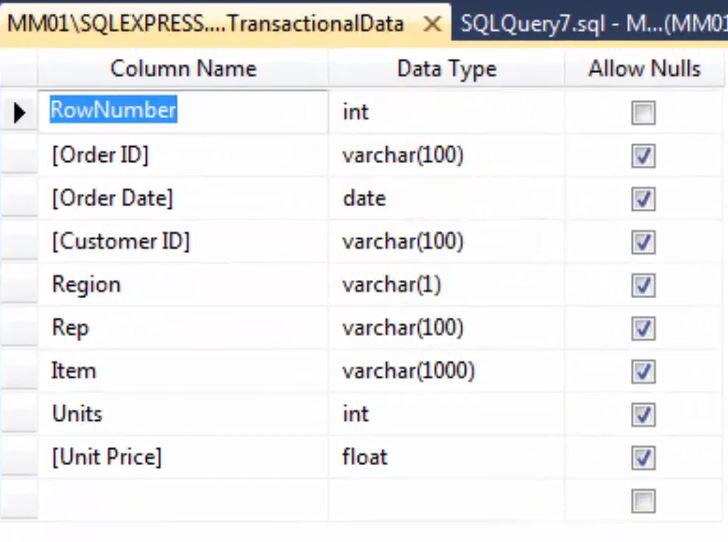 MM01\SQLEXPRESS....TransactionalData SQLQuery7.sql - M...(MM01
Column Name Data Type Allow Nulls
RowNumber int
[Order ID] varchar(100)
[Order Date] date
[Customer ID] varchar(100)
Region varchar(1)
Rep varchar(100)
Item varchar(1000)
Units int
[Unit Price] float